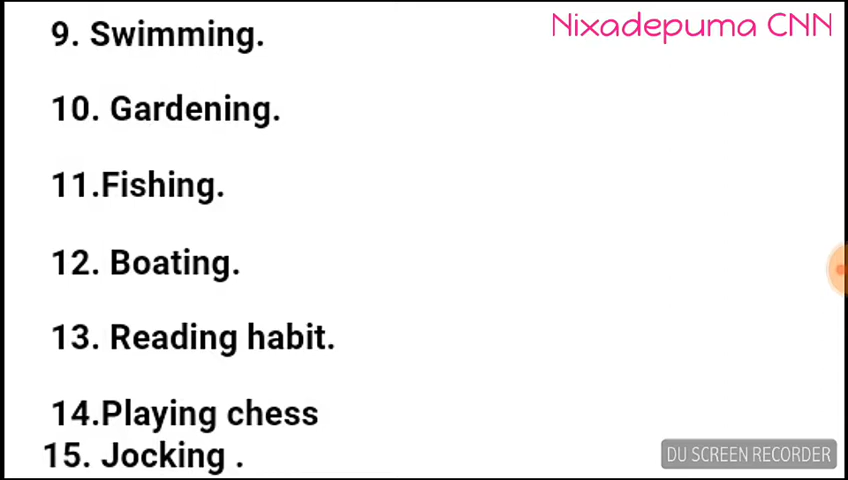 9. Swimming.
Nixadepuma CNN
10. Gardening.
11.Fishing.
12. Boating.
13. Reading habit.
14.Playing chess
15. Jocking .
DU SCREEN RECORDER